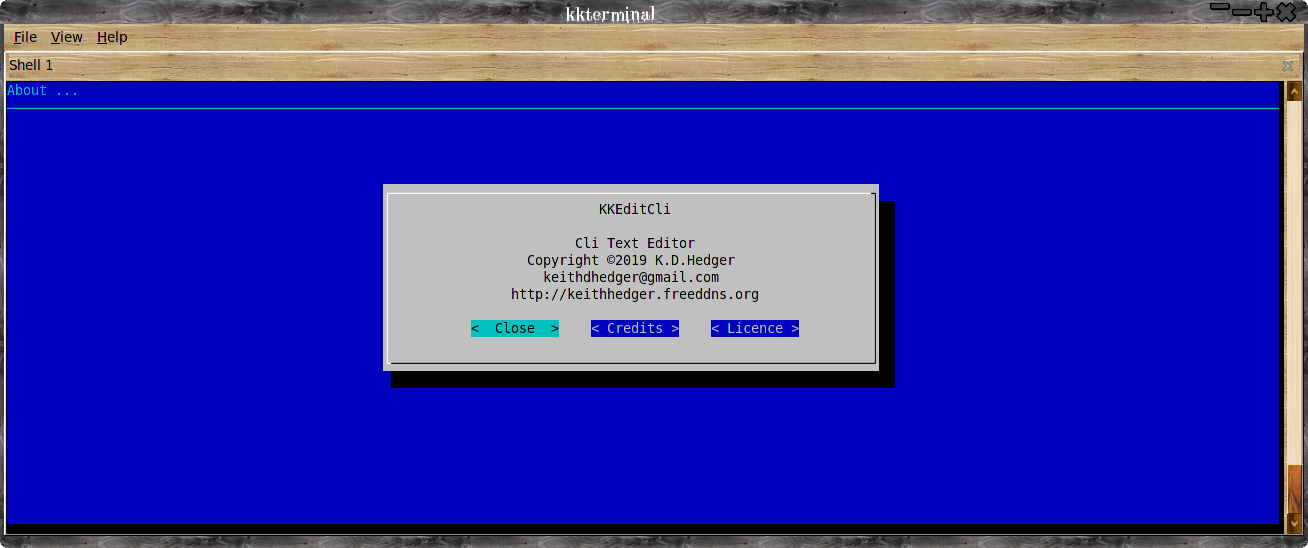 kkterminal
File View Help
Shell 1
About ...
KKEditCli
Cli Text Editor
Copyright ©2019 K.D.Hedger
keithdhedger@gmail.com
http://keithhedger.freeddns.org
< Close > < Credits > < Licence >